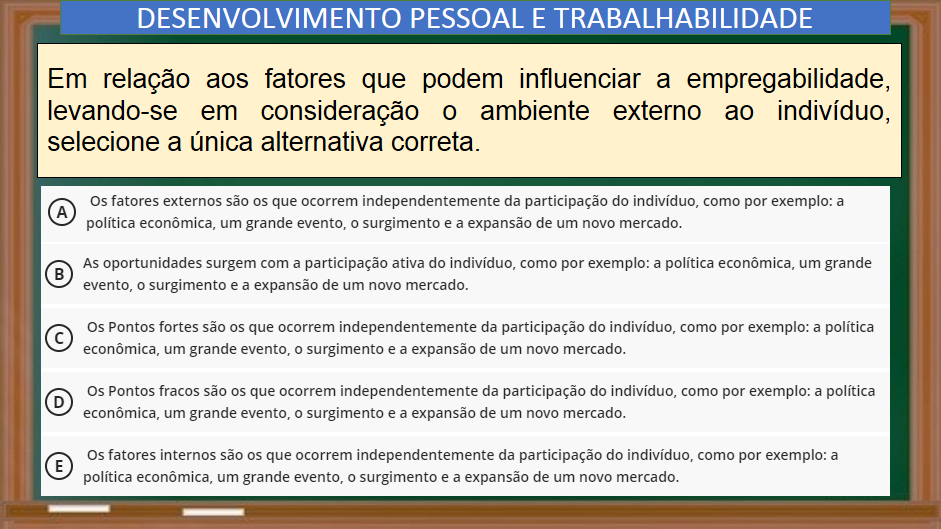 DESENVOLVIMENTO PESSOAL E TRABALHABILIDADE
Em relação aos fatores que podem influenciar a empregabilidade,
levando-se em consideração o ambiente externo ao indivíduo,
selecione a única alternativa correta.
A Os fatores externos são os que ocorrem independentemente da participação do indivíduo, como por exemplo: a
política econômica, um grande evento, o surgimento e a expansão de um novo mercado.
B As oportunidades surgem com a participação ativa do indivíduo, como por exemplo: a política econômica, um grande
evento, o surgimento e a expansão de um novo mercado.
C Os Pontos fortes são os que ocorrem independentemente da participação do indivíduo, como por exemplo: a política
econômica, um grande evento, o surgimento e a expansão de um novo mercado.
D Os Pontos fracos são os que ocorrem independentemente da participação do indivíduo, como por exemplo: a política
econômica, um grande evento, o surgimento e a expansão de um novo mercado.
E Os fatores internos são os que ocorrem independentemente da participação do indivíduo, como por exemplo: a
política econômica, um grande evento, o surgimento e a expansão de um novo mercado.